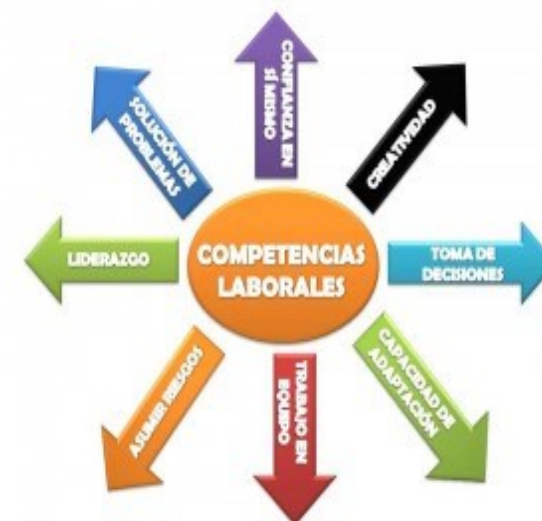 CONFIANZA EN
SÍ MISMO
CREATIVIDAD
TOMA DE
DECISIONES
CAPACIDAD DE
ADAPTACIÓN
TRABAJO EN
EQUIPO
ASUMIR RIESGOS
LIDERAZGO
SOLUCIÓN DE
PROBLEMAS
COMPETENCIAS
LABORALES